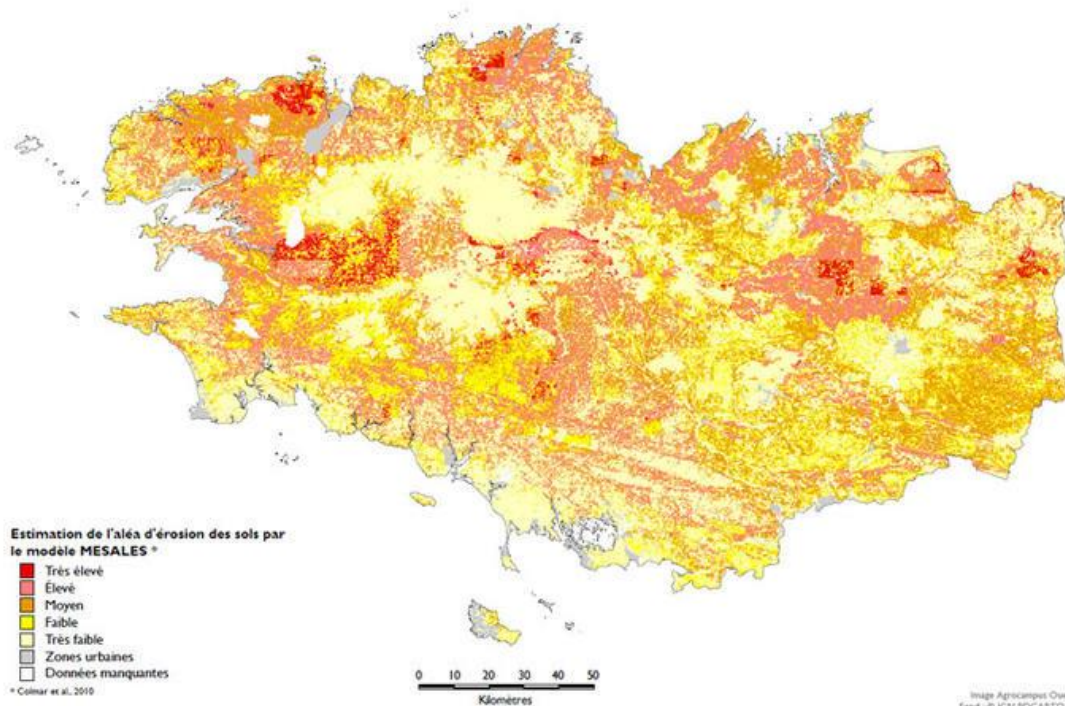 Estimation de l'aléa d'érosion des sols par
le modèle MESALES *
Très élevé
Élevé
Moyen
Faible
Très faible
Zones urbaines
Données manquantes
* Colmar et al, 2010
0 10 20 30 40 50
Kilomètres
Image Agrocampus Oue